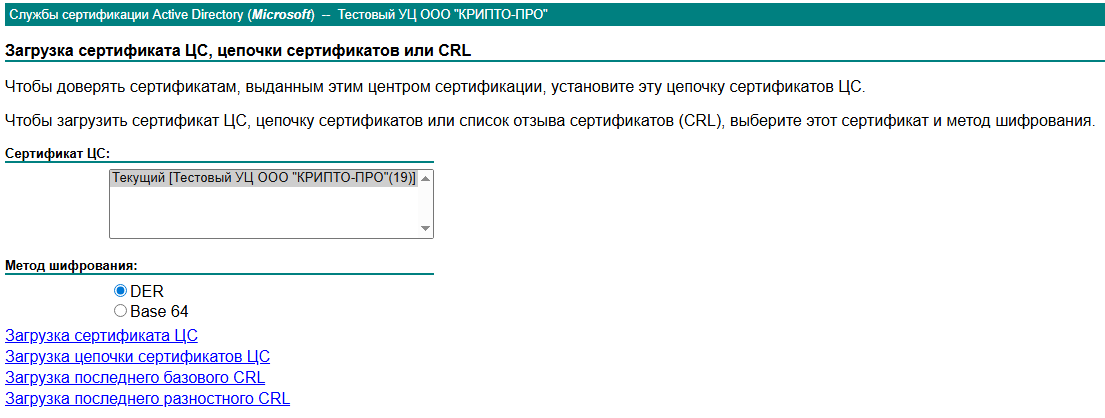 Службы сертификации Active Directory (Microsoft) -- Тестовый УЦ ООО "КРИПТО-ПРО"
Загрузка сертификата ЦС, цепочки сертификатов или CRL
Чтобы доверять сертификатам, выданным этим центром сертификации, установите эту цепочку сертификатов ЦС.
Чтобы загрузить сертификат ЦС, цепочку сертификатов или список отзыва сертификатов (CRL), выберите этот сертификат и метод шифрования.
Сертификат ЦС:
Текущий [Тестовый УЦ ООО "КРИПТО-ПРО"(19)]
Метод шифрования:
DER
Base 64
Загрузка сертификата ЦС
Загрузка цепочки сертификатов ЦС
Загрузка последнего базового CRL
Загрузка последнего разностного CRL